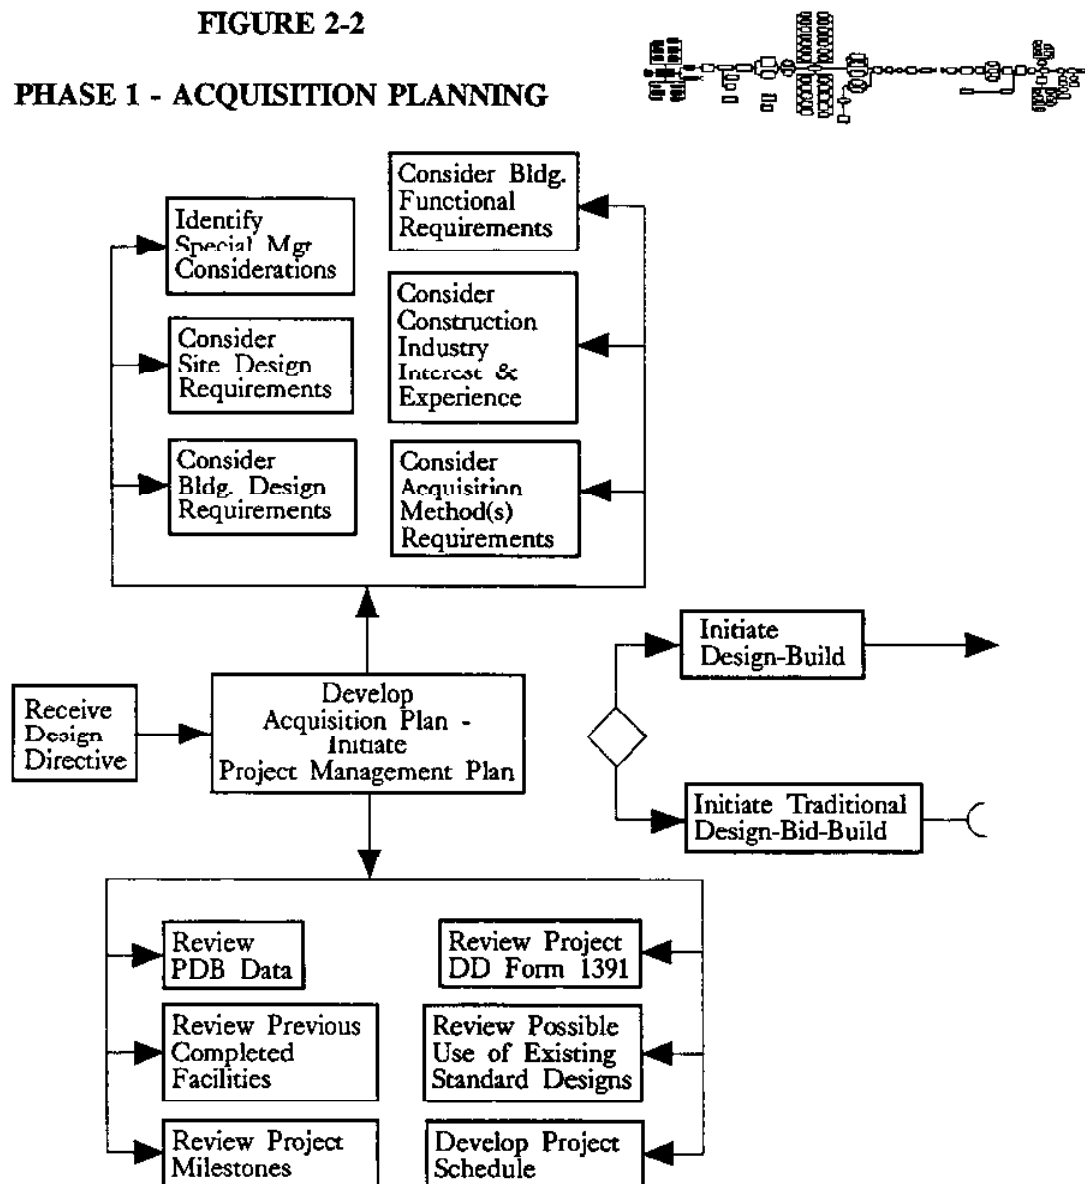 FIGURE 2-2
PHASE 1 - ACQUISITION PLANNING
Identify
Special Mgt
Considerations
Consider
Site Design
Requirements
Consider
Bldg. Design
Requirements
Consider Bldg.
Functional
Requirements
Consider
Construction
Industry
Interest &
Experience
Consider
Acquisition
Method(s)
Requirements
Receive
Design
Directive
Develop
Acquisition Plan -
Initiate
Project Management Plan
Initiate
Design-Build
Initiate Traditional
Design-Bid-Build
Review
PDB Data
Review Previous
Completed
Facilities
Review Project
Milestones
Review Project
DD Form 1391
Review Possible
Use of Existing
Standard Designs
Develop Project
Schedule